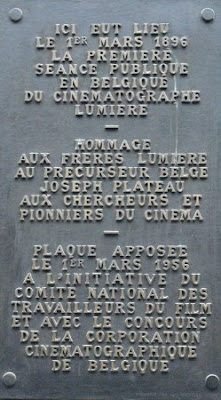 ICI EUT LIEU
LE 1ER MARS 1896
LA PREMIERE
SEANCE PUBLIQUE
EN BELGIQUE
DU CINEMATOGRAPHE
LUMIERE
—
HOMMAGE
AUX FRERES LUMIERE
AU PRECURSEUR BELGE
JOSEPH PLATEAU
AUX CHERCHEURS ET
PIONNIERS DU CINEMA
—
PLAQUE APPOSEE
LE 1ER MARS 1956
A L'INITIATIVE DU
COMITE NATIONAL DES
TRAVAILLEURS DU FILM
ET AVEC LE CONCOURS
DE LA CORPORATION
CINEMATOGRAPHIQUE
DE BELGIQUE